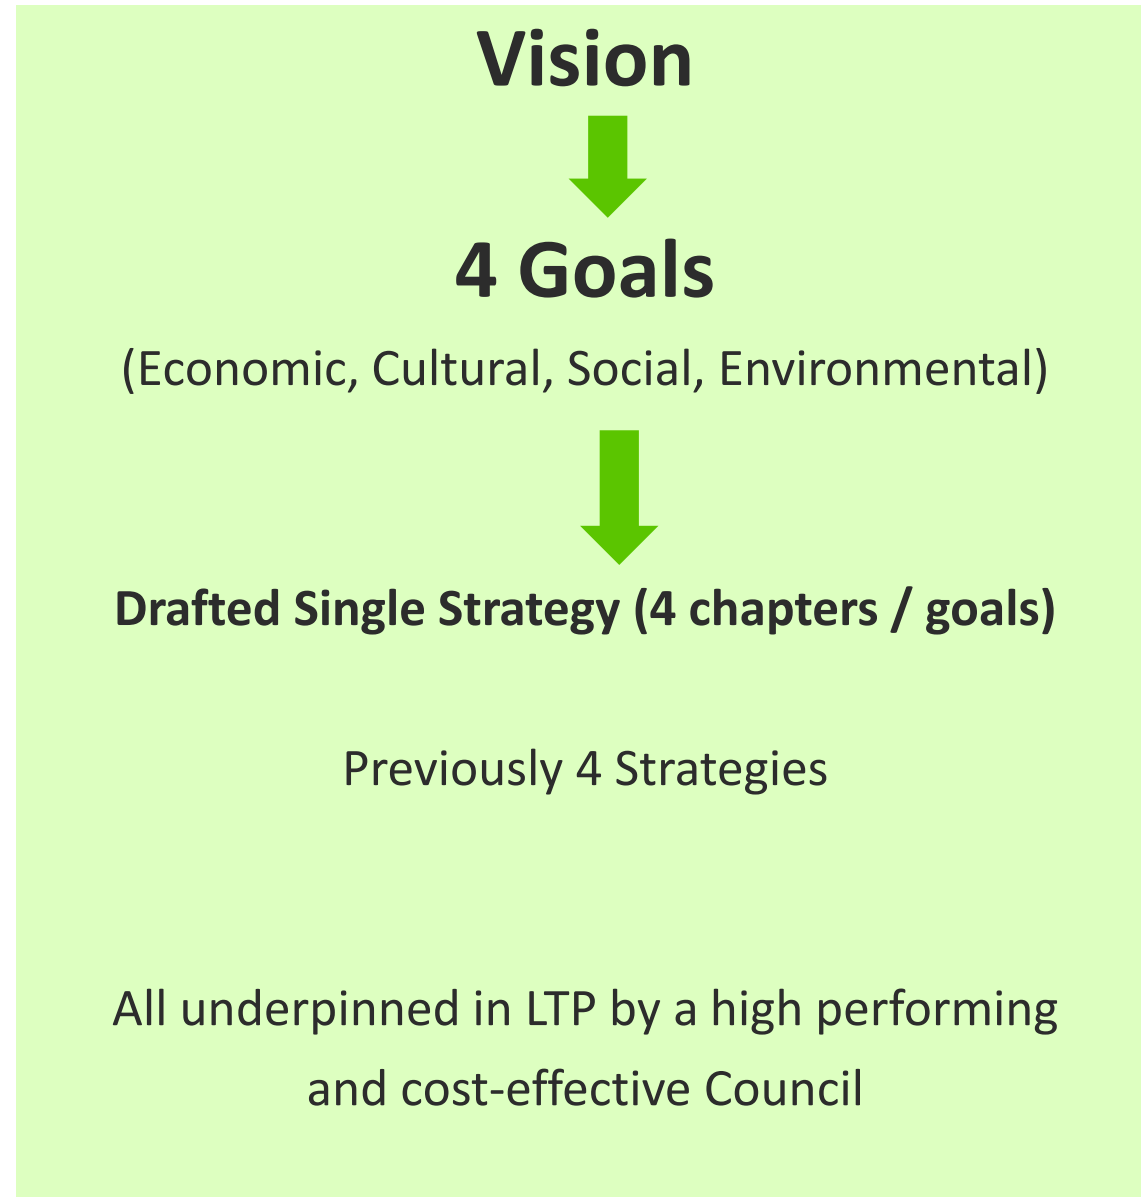 Vision
4 Goals
(Economic, Cultural, Social, Environmental)
Drafted Single Strategy (4 chapters / goals)
Previously 4 Strategies
All underpinned in LTP by a high performing
and cost-effective Council